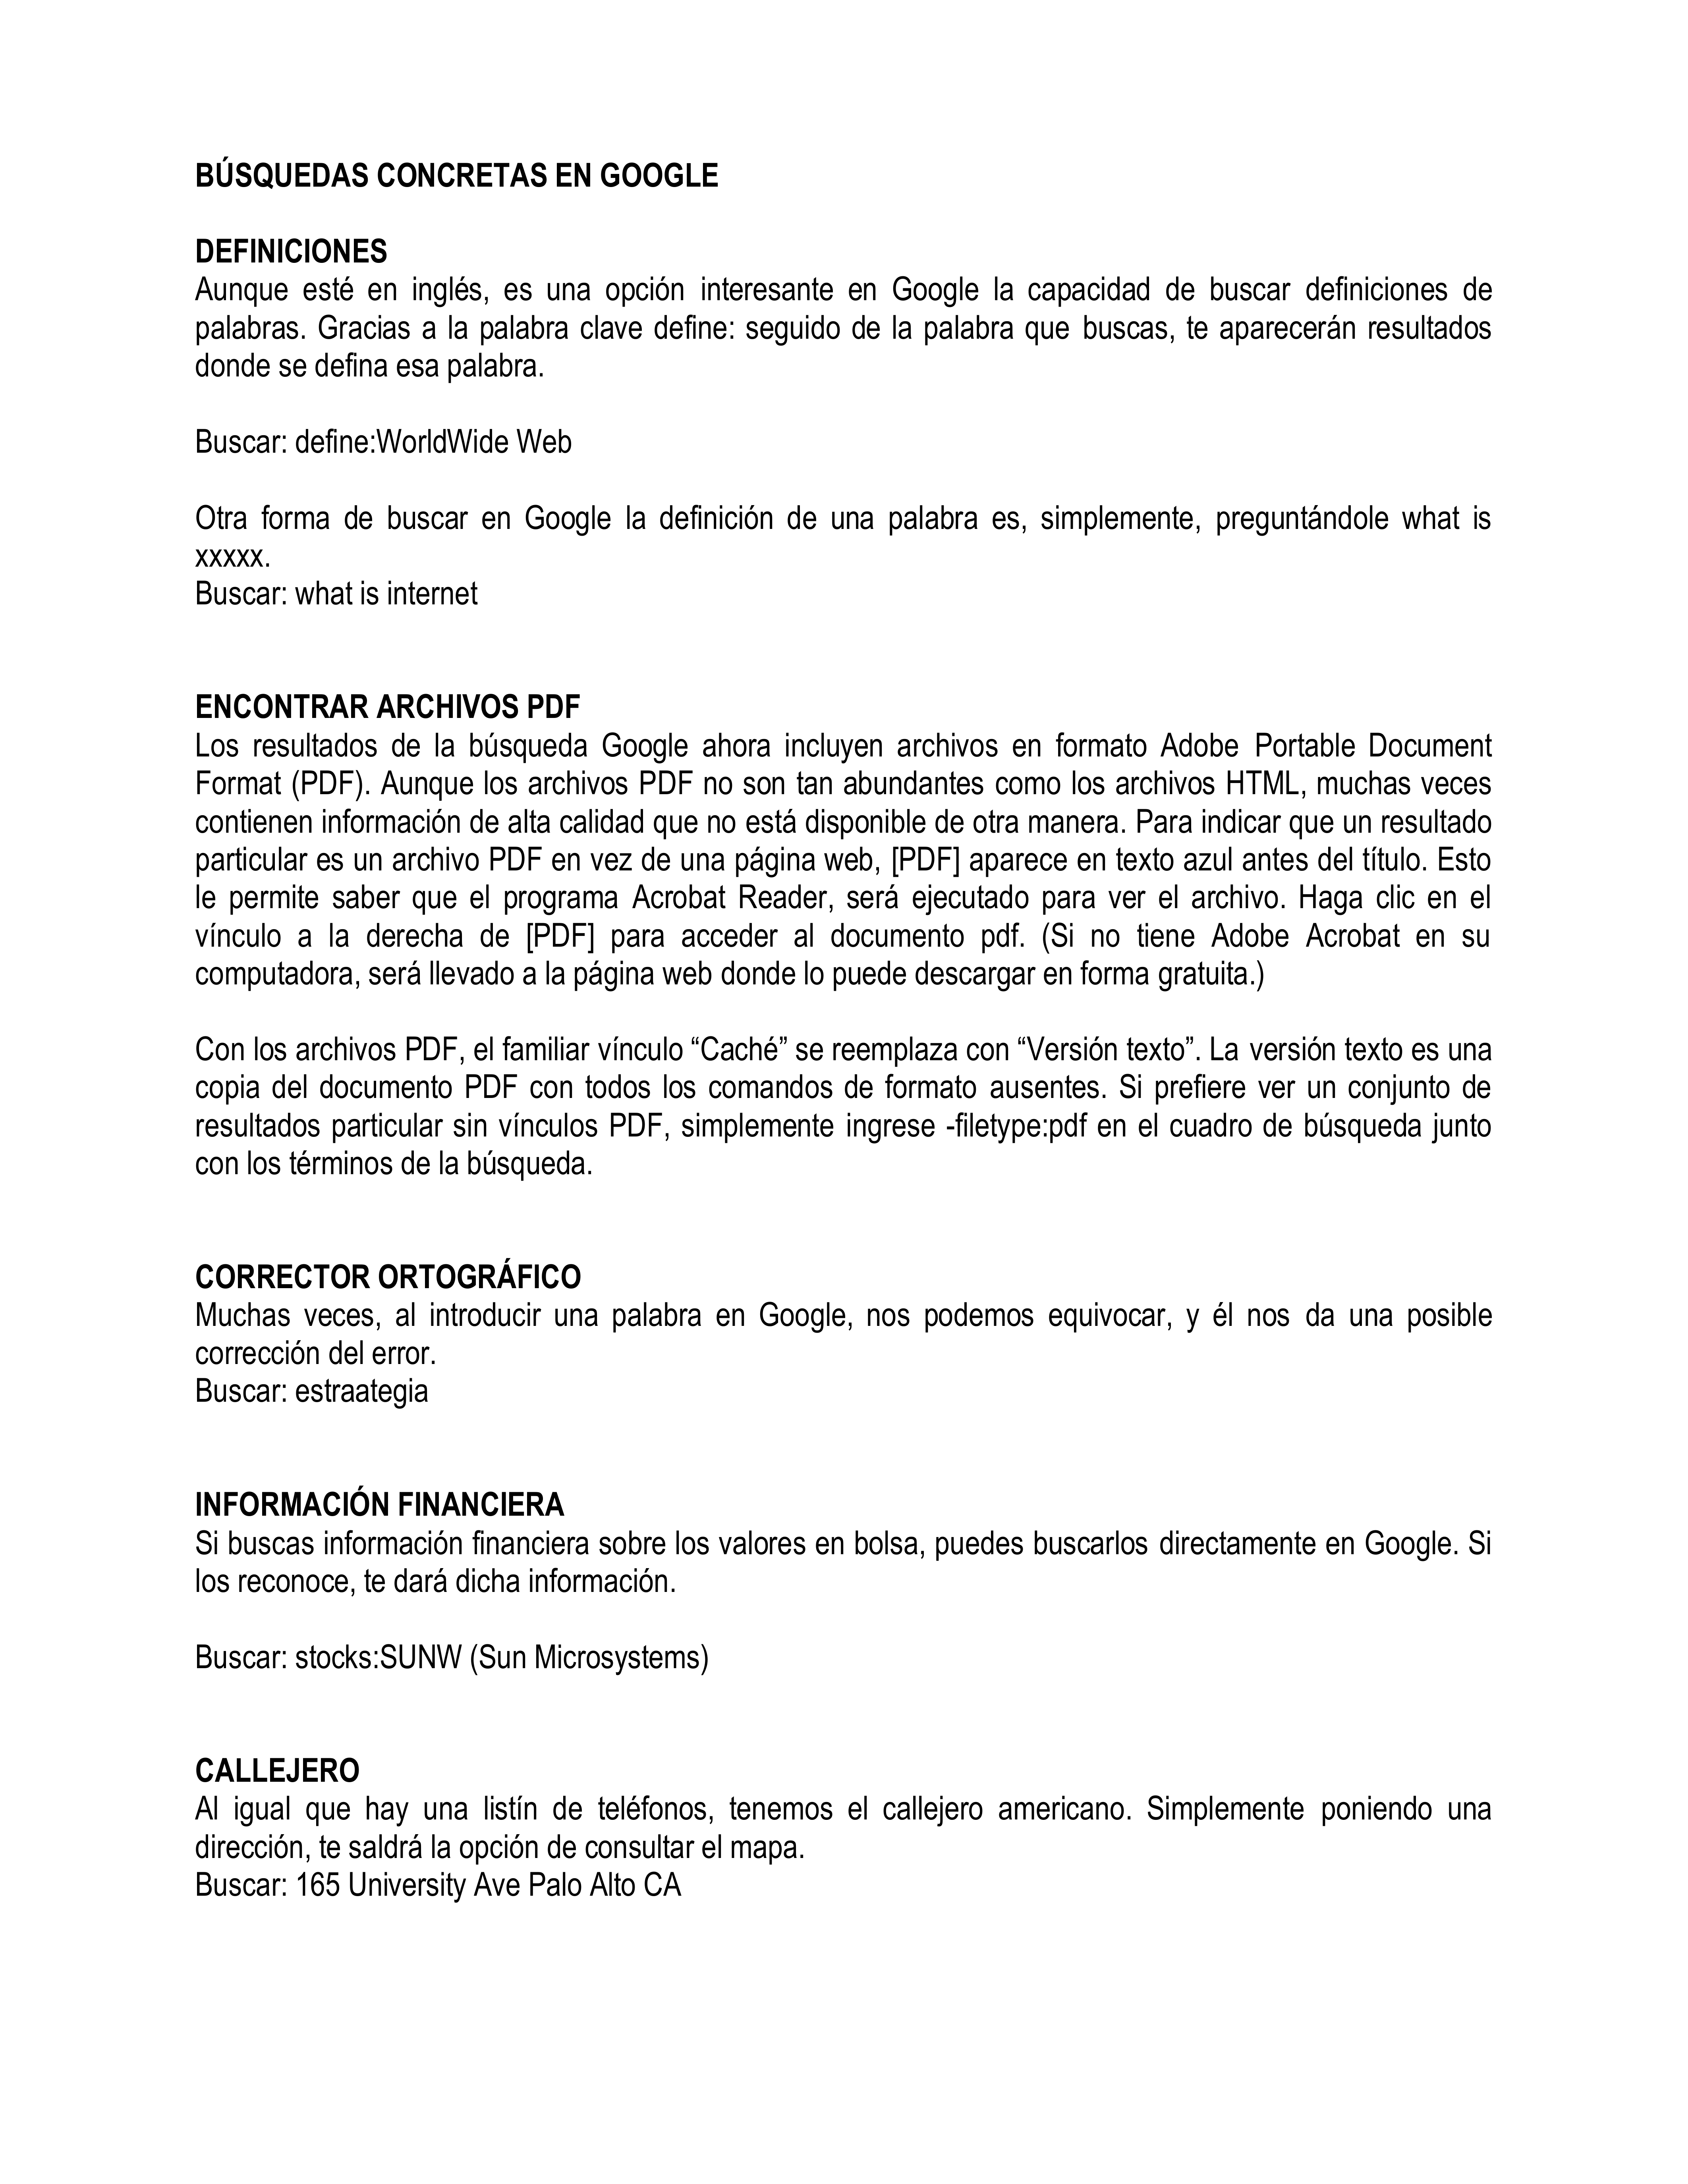 BÚSQUEDAS CONCRETAS EN GOOGLE
DEFINICIONES
Aunque esté en inglés, es una opción interesante en Google la capacidad de buscar definiciones de
palabras. Gracias a la palabra clave define: seguido de la palabra que buscas, te aparecerán resultados
donde se defina esa palabra.
Buscar: define:WorldWide Web
Otra forma de buscar en Google la definición de una palabra es, simplemente, preguntándole what is
xxxxx.
Buscar: what is internet
ENCONTRAR ARCHIVOS PDF
Los resultados de la búsqueda Google ahora incluyen archivos en formato Adobe Portable Document
Format (PDF). Aunque los archivos PDF no son tan abundantes como los archivos HTML, muchas veces
contienen información de alta calidad que no está disponible de otra manera. Para indicar que un resultado
particular es un archivo PDF en vez de una página web, [PDF] aparece en texto azul antes del título. Esto
le permite saber que el programa Acrobat Reader, será ejecutado para ver el archivo. Haga clic en el
vínculo a la derecha de [PDF] para acceder al documento pdf. (Si no tiene Adobe Acrobat en su
computadora, será llevado a la página web donde lo puede descargar en forma gratuita.)
Con los archivos PDF, el familiar vínculo “Caché” se reemplaza con “Versión texto”. La versión texto es una
copia del documento PDF con todos los comandos de formato ausentes. Si prefiere ver un conjunto de
resultados particular sin vínculos PDF, simplemente ingrese -filetype:pdf en el cuadro de búsqueda junto
con los términos de la búsqueda.
CORRECTOR ORTOGRÁFICO
Muchas veces, al introducir una palabra en Google, nos podemos equivocar, y él nos da una posible
corrección del error.
Buscar: estraategia
INFORMACIÓN FINANCIERA
Si buscas información financiera sobre los valores en bolsa, puedes buscarlos directamente en Google. Si
los reconoce, te dará dicha información.
Buscar: stocks:SUNW (Sun Microsystems)
CALLEJERO
Al igual que hay una listín de teléfonos, tenemos el callejero americano. Simplemente poniendo una
dirección, te saldrá la opción de consultar el mapa.
Buscar: 165 University Ave Palo Alto CA